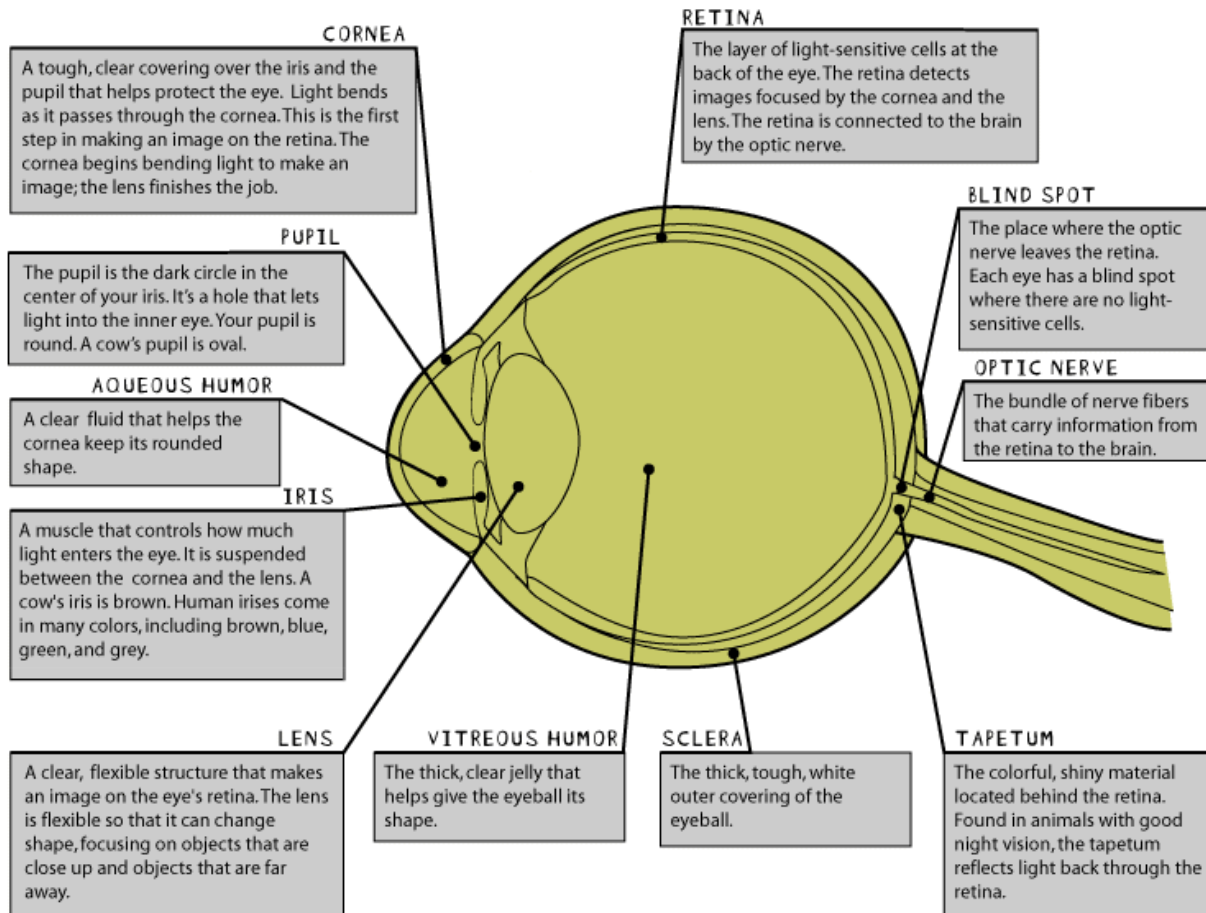 CORNEA
A tough, clear covering over the iris and the
pupil that helps protect the eye. Light bends
as it passes through the cornea. This is the first
step in making an image on the retina. The
cornea begins bending light to make an
image; the lens finishes the job.
RETINA
The layer of light-sensitive cells at the
back of the eye. The retina detects
images focused by the cornea and the
lens. The retina is connected to the brain
by the optic nerve.
PUPIL
The pupil is the dark circle in the
center of your iris. It's a hole that lets
light into the inner eye. Your pupil is
round. A cow's pupil is oval.
BLIND SPOT
The place where the optic
nerve leaves the retina.
Each eye has a blind spot
where there are no light-
sensitive cells.
AQUEOUS HUMOR
A clear fluid that helps the
cornea keep its rounded
shape.
OPTIC NERVE
The bundle of nerve fibers
that carry information from
the retina to the brain.
IRIS
A muscle that controls how much
light enters the eye. It is suspended
between the cornea and the lens. A
cow's iris is brown. Human irises come
in many colors, including brown, blue,
green, and grey.
LENS
A clear, flexible structure that makes
an image on the eye's retina. The lens
is flexible so that it can change
shape, focusing on objects that are
close up and objects that are far
away.
VITREOUS HUMOR
The thick, clear jelly that
helps give the eyeball its
shape.
SCLERA
The thick, tough, white
outer covering of the
eyeball.
TAPETUM
The colorful, shiny material
located behind the retina.
Found in animals with good
night vision, the tapetum
reflects light back through the
retina.